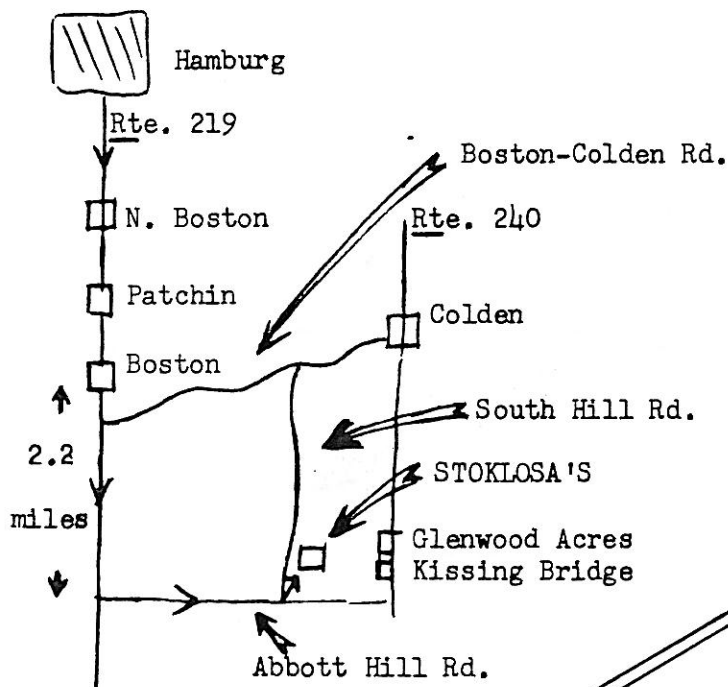 Hamburg
Rte. 219
Boston-Colden Rd.
N. Boston
Rte. 240
Patchin
Colden
Boston
South Hill Rd.
2.2
miles
STOKLOSA'S
Glenwood Acres
Kissing Bridge
Abbott Hill Rd.